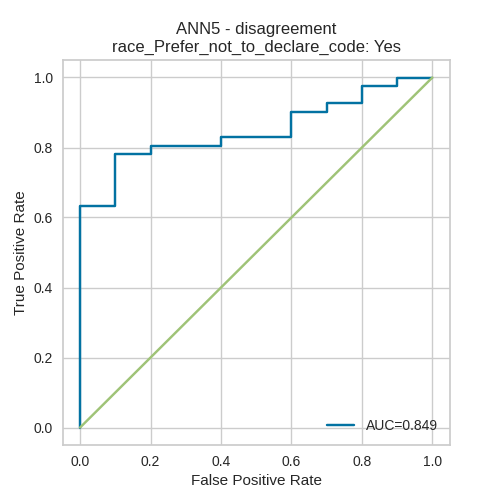 ANN5 - disagreement
race_Prefer_not_to_declare_code: Yes
1.0
0.8
0.6
0.4
0.2
0.0
True Positive Rate
AUC=0.849
0.0 0.2 0.4 0.6 0.8 1.0
False Positive Rate